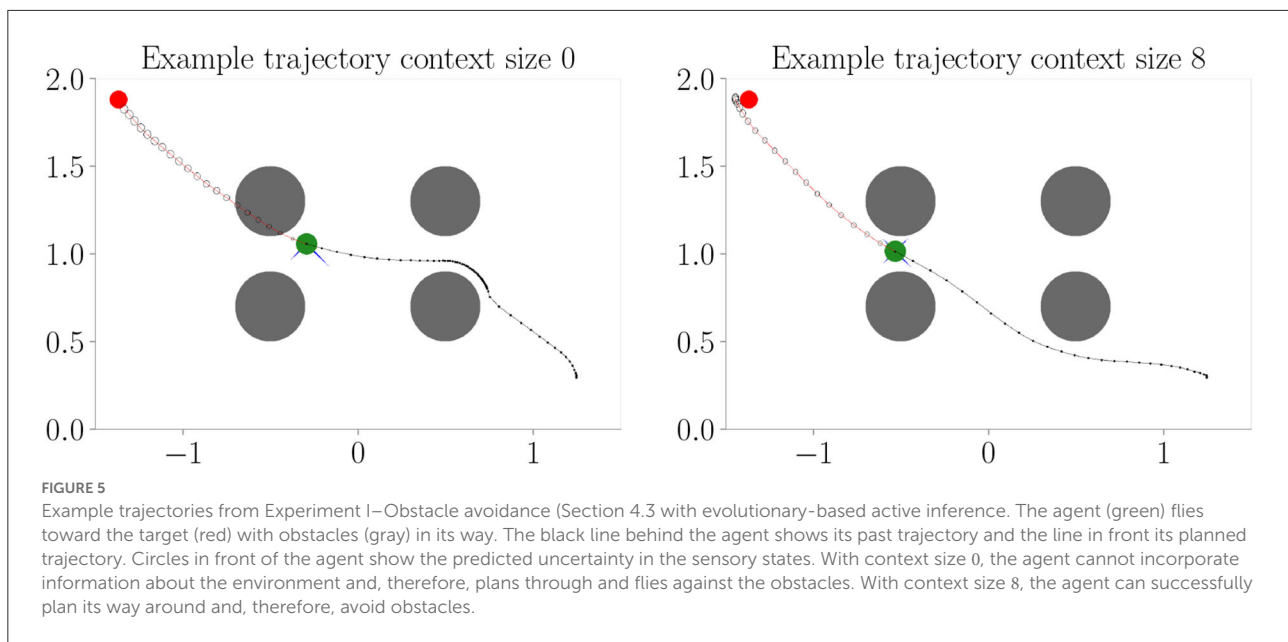 Example trajectory context size 0
2.0
1.5
1.0
0.5
0.0
−1
0
1
Example trajectory context size 8
2.0
1.5
1.0
0.5
0.0
−1
0
1
FIGURE 5
Example trajectories from Experiment I–Obstacle avoidance (Section 4.3 with evolutionary-based active inference. The agent (green) flies
toward the target (red) with obstacles (gray) in its way. The black line behind the agent shows its past trajectory and the line in front its planned
trajectory. Circles in front of the agent show the predicted uncertainty in the sensory states. With context size 0, the agent cannot incorporate
information about the environment and, therefore, plans through and flies against the obstacles. With context size 8, the agent can successfully
plan its way around and, therefore, avoid obstacles.